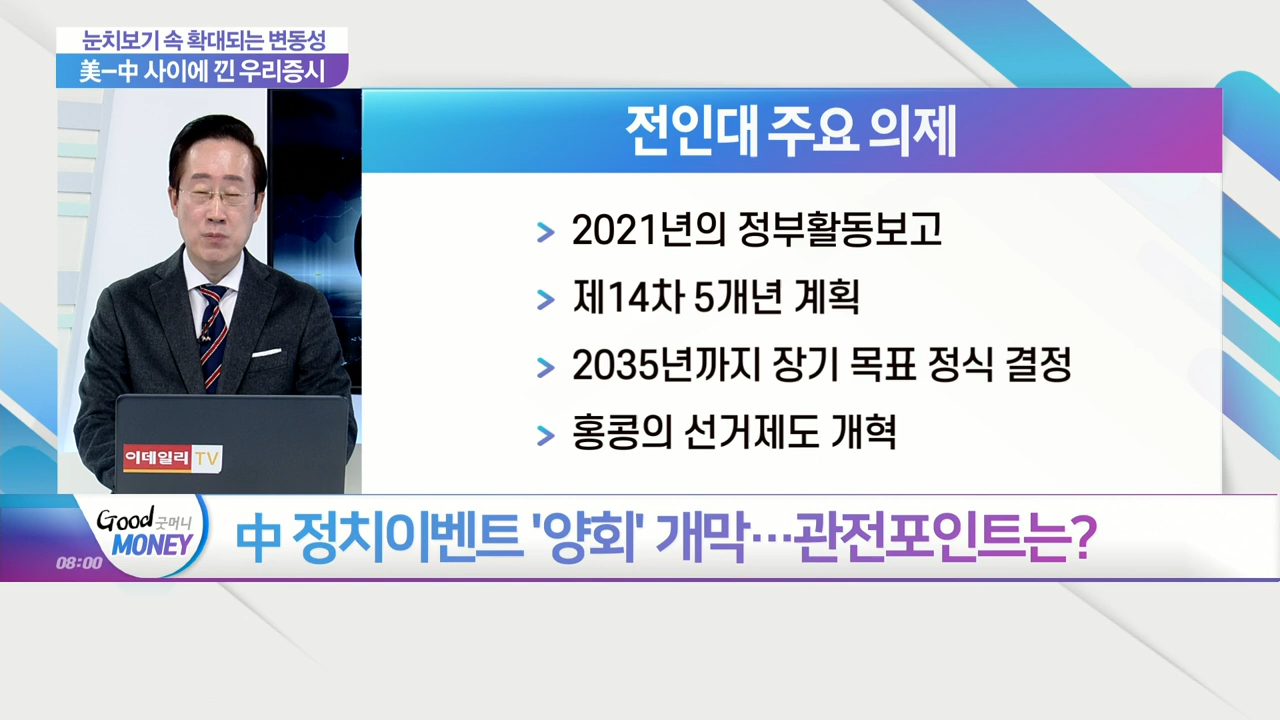 눈치보기 속 확대되는 변동성
美-中 사이에 낀 우리증시
전인대 주요 의제
> 2021년의 정부활동보고
> 제14차 5개년 계획
> 2035년까지 장기 목표 정식 결정
> 홍콩의 선거제도 개혁
이데일리 TV
Good 굿머니
MONEY
08:00
中 정치이벤트 '양회' 개막…관전포인트는?